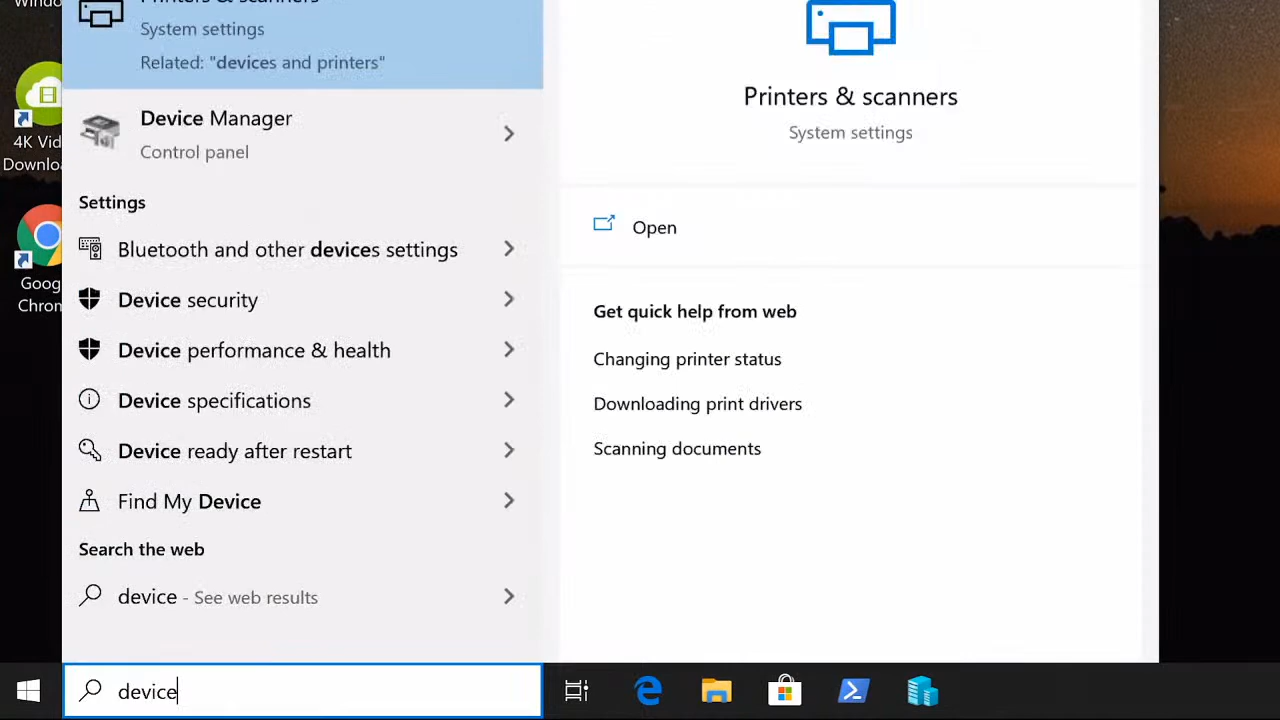 Windo
Printers & scanners
System settings
Related: "devices and printers"
Device Manager
Control panel
Settings
Bluetooth and other devices settings
Device security
Device performance & health
Device specifications
Device ready after restart
Find My Device
Search the web
device - See web results
device
Printers & scanners
System settings
Open
Get quick help from web
Changing printer status
Downloading print drivers
Scanning documents
4K Vid
Downloa
Goog
Chrom